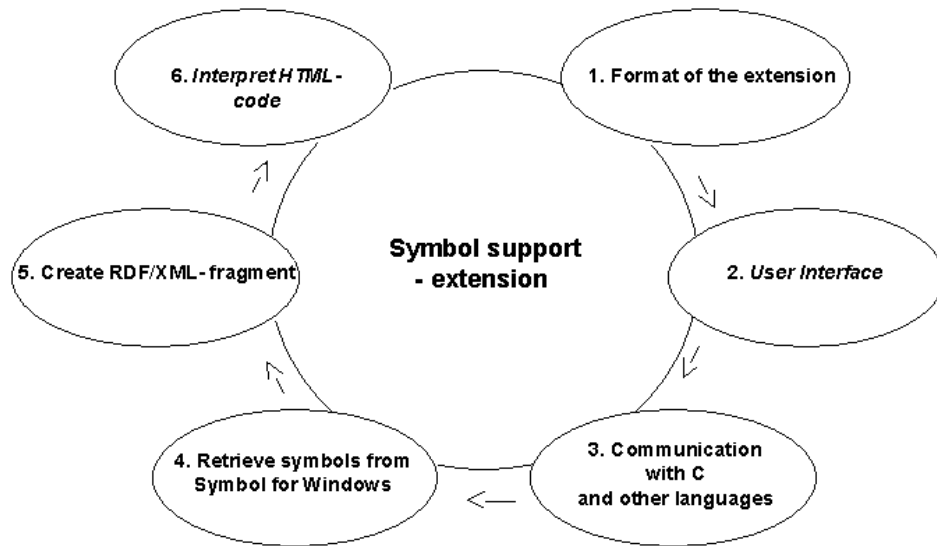 1. Format of the extension
2. User Interface
3. Communication
with C
and other languages
4. Retrieve symbols from
Symbol for Windows
5. Create RDF/XML-fragment
6. Interpret HTML-
code
Symbol support
- extension